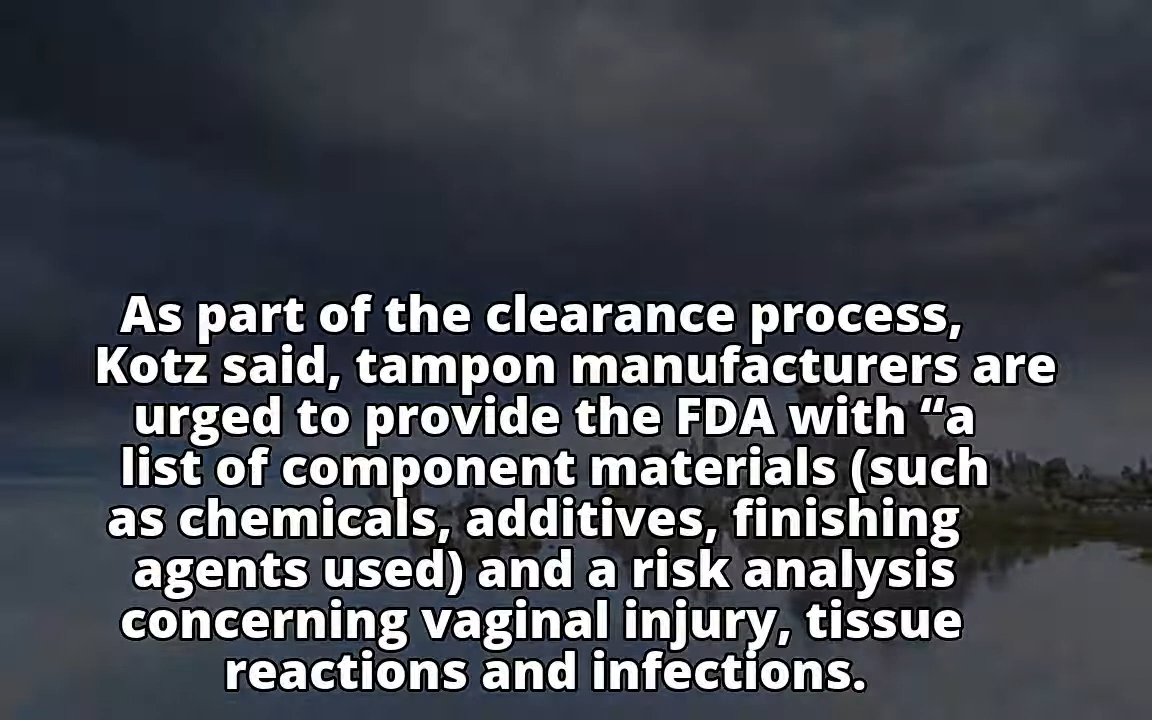 As part of the clearance process,
Kotz said, tampon manufacturers are
urged to provide the FDA with “a
list of component materials (such
as chemicals, additives, finishing
agents used) and a risk analysis
concerning vaginal injury, tissue
reactions and infections.